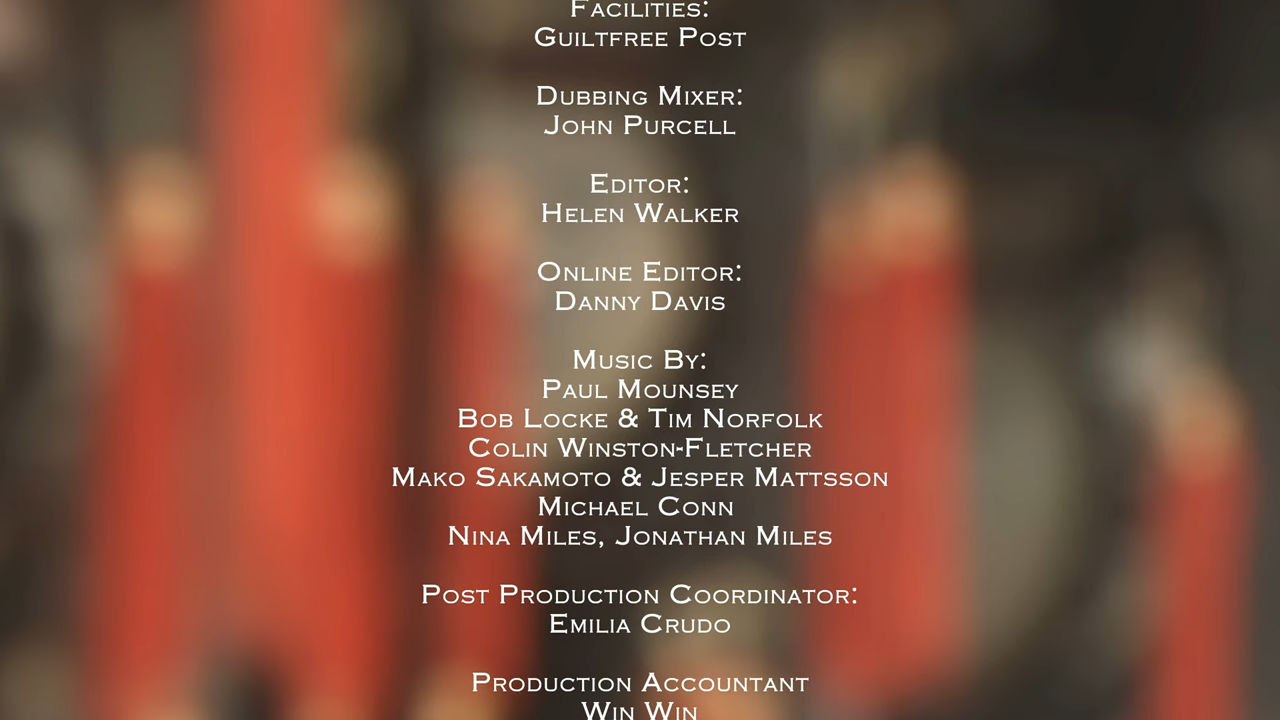 Facilities:
Guiltfree Post
Dubbing Mixer:
John Purcell
Editor:
Helen Walker
Online Editor:
Danny Davis
Music By:
Paul Mounsey
Bob Locke & Tim Norfolk
Colin Winston-Fletcher
Mako Sakamoto & Jesper Mattsson
Michael Conn
Nina Miles, Jonathan Miles
Post Production Coordinator:
Emilia Crudo
Production Accountant
Win Win